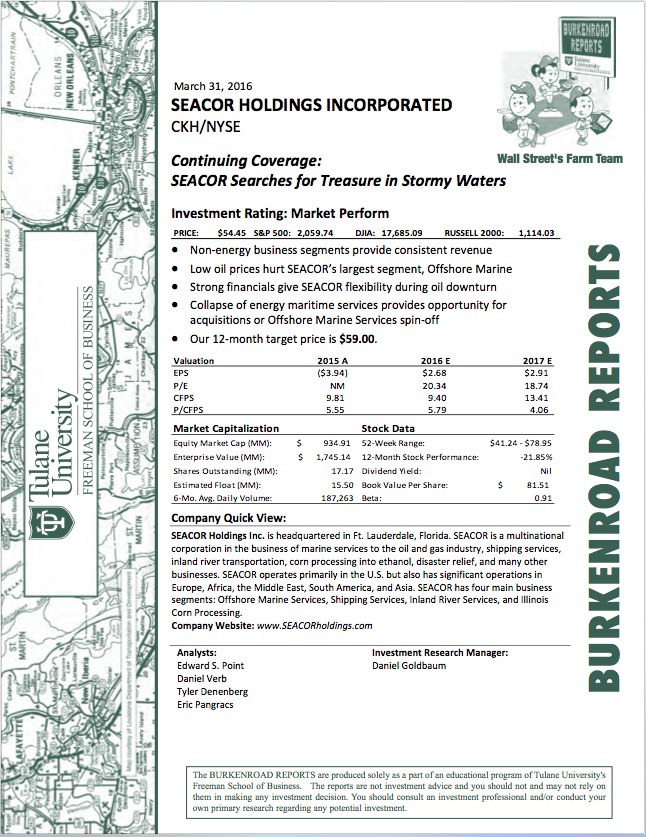 BURKENROAD
REPORTS
Tulane
University
Wall Street's Farm Team
March 31, 2016
SEACOR HOLDINGS INCORPORATED
CKH/NYSE
Continuing Coverage:
SEACOR Searches for Treasure in Stormy Waters
Investment Rating: Market Perform
PRICE: $54.45 S&P 500: 2,059.74 DJIA: 17,685.09 RUSSELL 2000: 1,114.03
• Non-energy business segments provide consistent revenue
• Low oil prices hurt SEACOR's largest segment, Offshore Marine
• Strong financials give SEACOR flexibility during oil downturn
• Collapse of energy maritime services provides opportunity for
acquisitions or Offshore Marine Services spin-off
• Our 12-month target price is $59.00.
Valuation 2015 A 2016 E 2017 E
EPS ($3.94) $2.68 $2.91
P/E NM 20.34 18.74
CFPS 9.81 9.40 13.41
P/CFPS 5.55 5.79 4.06
Market Capitalization Stock Data
Equity Market Cap (MM): $ 934.91 52-Week Range: $41.24 - $78.95
Enterprise Value (MM): $ 1,745.14 12-Month Stock Performance: -21.85%
Shares Outstanding (MM): 17.17 Dividend Yield: Nil
Estimated Float (MM): 15.50 Book Value Per Share: $ 81.51
6-Mo. Avg. Daily Volume: 187,263 Beta: 0.91
Company Quick View:
SEACOR Holdings Inc. is headquartered in Ft. Lauderdale, Florida. SEACOR is a multinational
corporation in the business of marine services to the oil and gas industry, shipping services,
inland river transportation, corn processing into ethanol, disaster relief, and many other
businesses. SEACOR operates primarily in the U.S. but also has significant operations in
Europe, Africa, the Middle East, South America, and Asia. SEACOR has four main business
segments: Offshore Marine Services, Shipping Services, Inland River Services, and Illinois
Corn Processing.
Company Website: www.SEACORholdings.com
Analysts: Investment Research Manager:
Edward S. Point Daniel Goldbaum
Daniel Verb
Tyler Denenberg
Eric Pangracs
The BURKENROAD REPORTS are produced solely as a part of an educational program of Tulane University's
Freeman School of Business. The reports are not investment advice and you should not and may not rely on
them in making any investment decision. You should consult an investment professional and/or conduct your
own primary research regarding any potential investment.
BURKENROAD REPORTS
Tulane
University
FREEMAN SCHOOL OF BUSINESS
PONTCHARTRAIN
LAKE
ORLEANS
NEW ORLEANS
KENNER
MAUREPAS
ST. JAMES
ASSUMPTION
ST. MARTIN
ST. MARTIN
New Iberia
LAFAYETTE